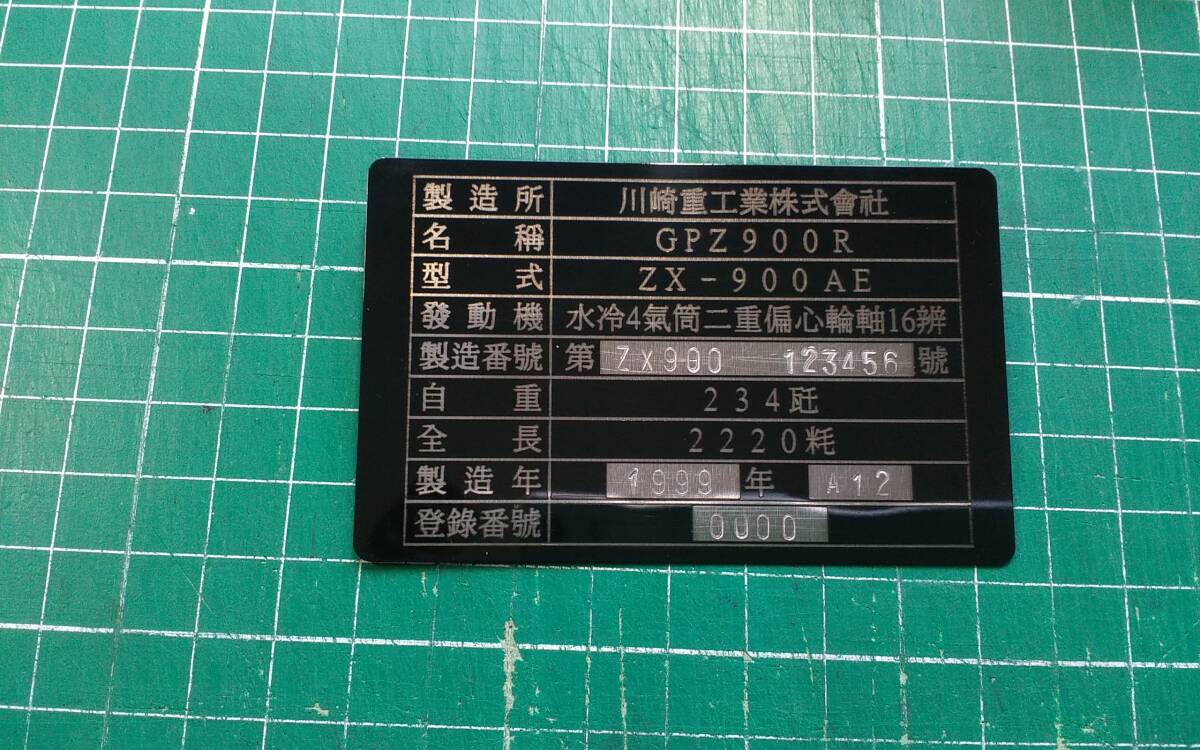 製造所 川崎重工業株式會社
名稱 GPZ900R
型式 ZX-900AE
發動機 水冷4氣筒二重偏心輪軸16辨
製造番號 第 ZX900 123456 號
自重 234瓩
全長 2220粍
製造年 1999 年 A12
登錄番號 0000